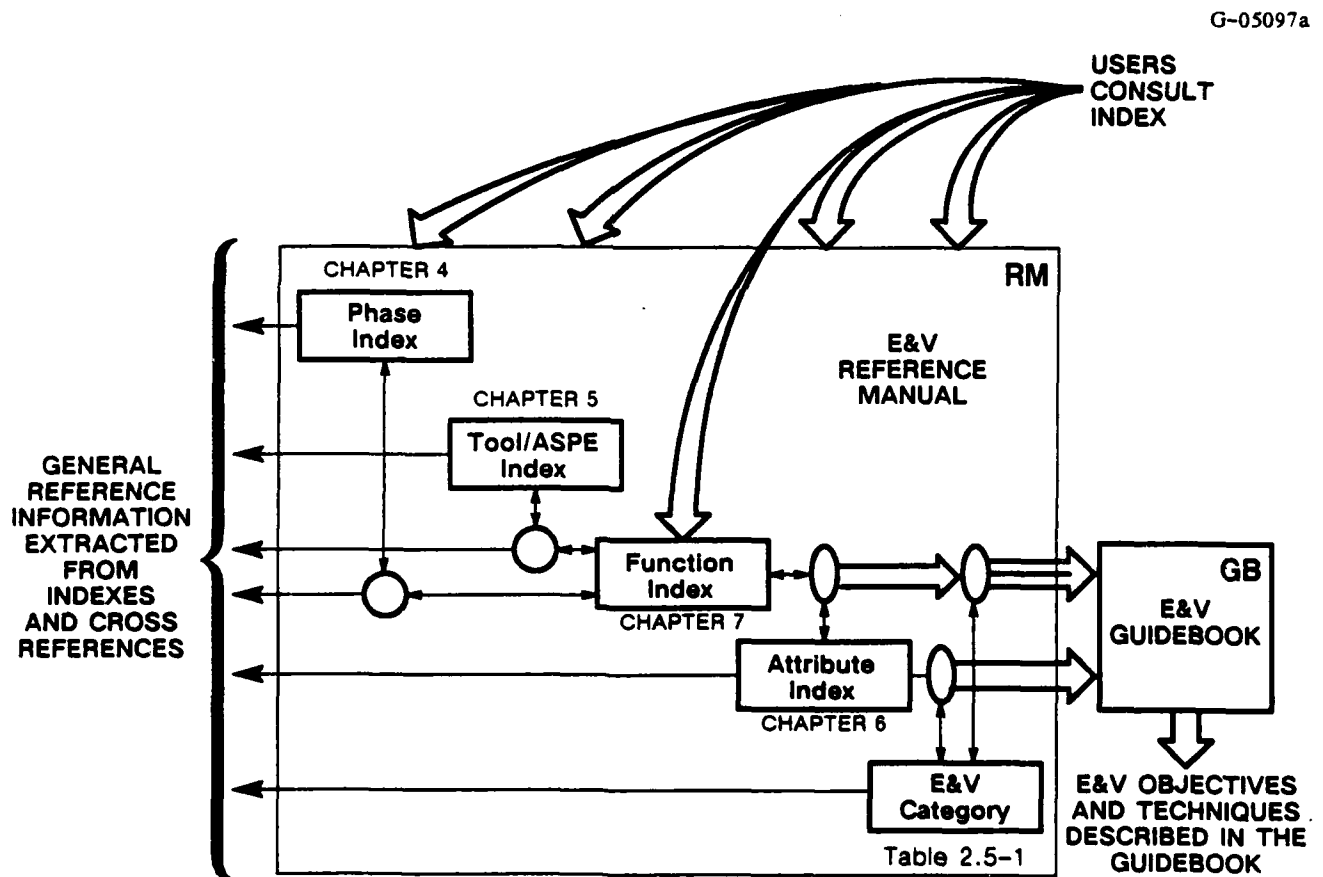 G-05097a
USERS
CONSULT
INDEX
RM
CHAPTER 4
Phase
Index
E&V
REFERENCE
MANUAL
CHAPTER 5
Tool/ASPE
Index
GENERAL
REFERENCE
INFORMATION
EXTRACTED
FROM
INDEXES
AND CROSS
REFERENCES
Function
Index
CHAPTER 7
GB
E&V
GUIDEBOOK
Attribute
Index
CHAPTER 6
E&V
Category
Table 2.5-1
E&V OBJECTIVES
AND TECHNIQUES
DESCRIBED IN THE
GUIDEBOOK